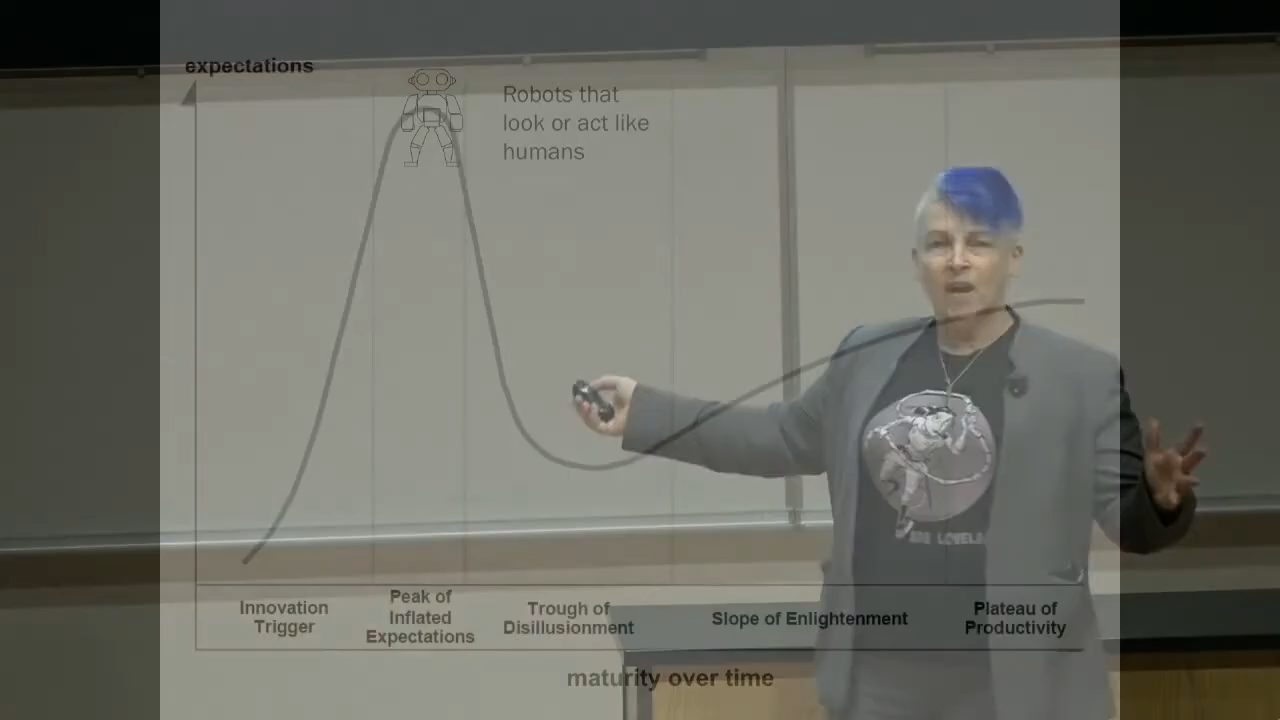 expectations
Robots that
look or act like
humans
Innovation
Trigger
Peak of
Inflated
Expectations
Trough of
Disillusionment
Slope of Enlightenment
Plateau of
Productivity
maturity over time